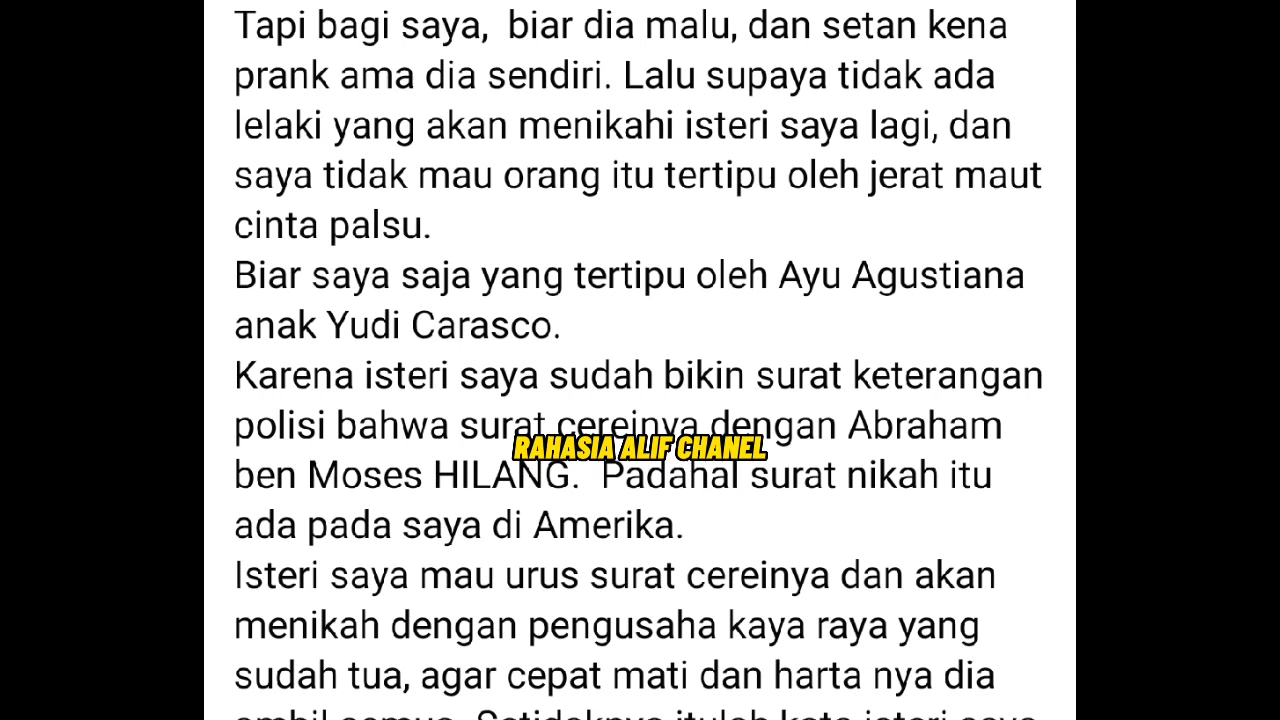 Tapi bagi saya,  biar dia malu, dan setan kena
prank ama dia sendiri. Lalu supaya tidak ada
lelaki yang akan menikahi isteri saya lagi, dan
saya tidak mau orang itu tertipu oleh jerat maut
cinta palsu.
Biar saya saja yang tertipu oleh Ayu Agustiana
anak Yudi Carasco.
Karena isteri saya sudah bikin surat keterangan
polisi bahwa surat cereinya dengan Abraham
RAHASIA ALIF CHANEL
ben Moses HILANG.  Padahal surat nikah itu
ada pada saya di Amerika.
Isteri saya mau urus surat cereinya dan akan
menikah dengan pengusaha kaya raya yang
sudah tua, agar cepat mati dan harta nya dia